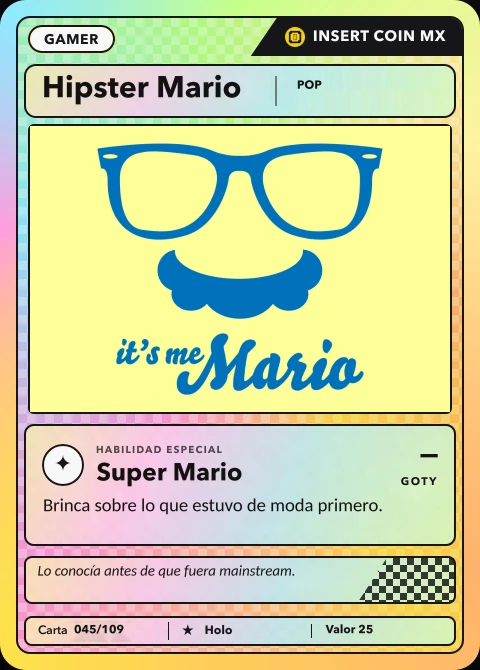 GAMER
INSERT COIN MX
Hipster Mario
POP
it's me Mario
HABILIDAD ESPECIAL
Super Mario
GOTY
Brinca sobre lo que estuvo de moda primero.
Lo conocía antes de que fuera mainstream.
Carta 045/109 ★ Holo Valor 25